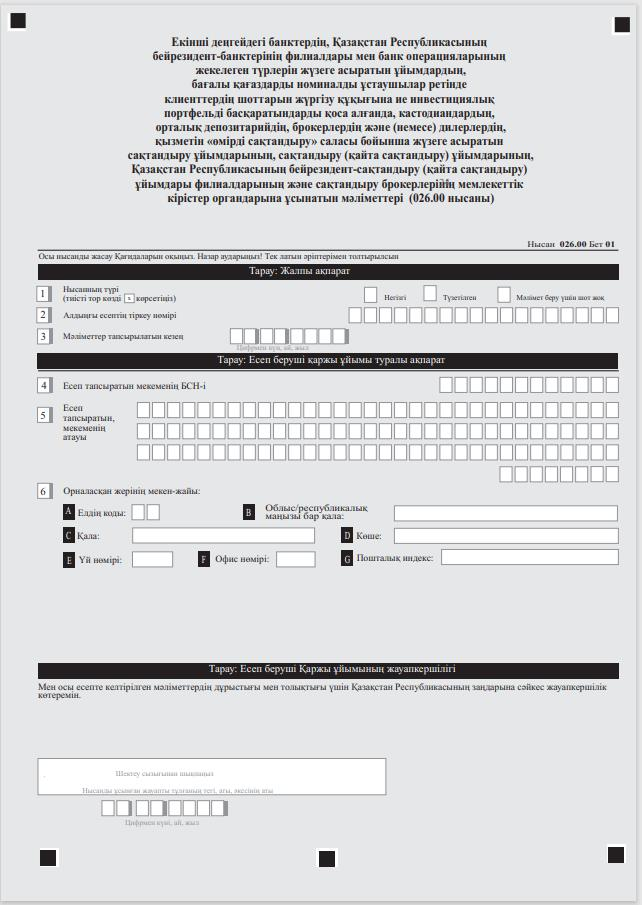 Екінші деңгейдегі банктердің, Қазақстан Республикасының
бейрезидент-банктерінің филиалдары мен банк операцияларының
жекелеген түрлерін жүзеге асыратын ұйымдардың,
бағалы қағаздарды номиналды ұстаушылар ретінде
клиенттердің шоттарын жүргізу құқығына ие инвестициялық
портфельді басқаратындарды қоса алғанда, кастодиандардың,
орталық депозитарийдің, брокерлердің және (немесе) дилерлердің,
қызметін «өмірді сақтандыру» саласы бойынша жүзеге асыратын
сақтандыру ұйымдарының, сақтандыру (қайта сақтандыру) ұйымдарының,
Қазақстан Республикасының бейрезидент-сақтандыру (қайта сақтандыру)
ұйымдары филиалдарының және сақтандыру брокерлерінің мемлекеттік
кірістер органдарына ұсынатын мәліметтері (026.00 нысаны)
Нысан 026.00 Бет 01
Осы нысанды жасау Қағидаларын оқыңыз. Назар аударыңыз! Тек латын әріптерімен толтырылсын
Тарау: Жалпы ақпарат
1 Нысанның түрі
(тиісті тор көзді x көрсетіңіз) Негізгі Түзетілген Мәлімет беру үшін шот жоқ
2 Алдыңғы есептің тіркеу нөмірі
3 Мәліметтер тапсырылатын кезең
Цифрмен күн, ай, жыл
Тарау: Есеп беруші қаржы ұйымы туралы ақпарат
4 Есеп тапсыратын мекеменің БСН-і
5 Есеп
тапсыратын,
мекеменің
атауы
6 Орналасқан жерінің мекен-жайы:
A Елдің коды: B Облыс/республикалық
маңызы бар қала:
C Қала: D Көше:
E Үй нөмірі: F Офис нөмірі: G Пошталық индекс:
Тарау: Есеп беруші Қаржы ұйымының жауапкершілігі
Мен осы есепте келтірілген мәліметтердің дұрыстығы мен толықтығы үшін Қазақстан Республикасының заңдарына сәйкес жауапкершілік
көтеремін.
Шектеу сызығынан шықпаңыз
Нысанды ұсынған жауапты тұлғаның тегі, аты, әкесінің аты
Цифрмен күні, ай, жыл